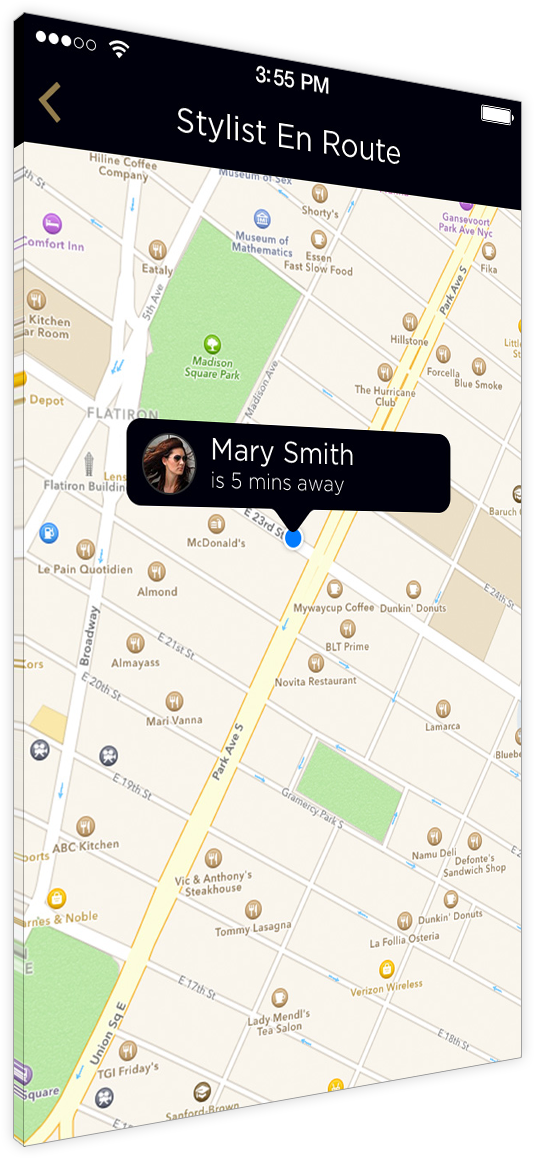 3:55 PM
Stylist En Route
Hiline Coffee
Company
Museum of Sex
Shorty's
Gansevoort
Park Ave Nyc
omfort Inn
Museum of
Mathematics
Essen
Fast Slow Food
Eataly
Fika
5th Ave
Park Ave S
Kitchen
ar Room
Hillstone
Madison
Square Park
Forcella
Blue Smoke
Madison Ave
The Hurricane
Club
Depot
FLATIRON
Mary Smith
is 5 mins away
Flatiron Buildin
Lens
Baruch
E 23rd St
McDonald's
Le Pain Quotidien
Almond
E 24th St
Mywaycup Coffee
Dunkin' Donuts
Broadway
E 21st St
BLT Prime
Almayass
ors
Novita Restaurant
E 20th St
Mari Vanna
Lamarca
Park Ave S
Blueb
E 19th St
Gramercy Park S
ABC Kitchen
ports
Namu Deli
Defonte's
Sandwich Shop
Vic & Anthony's
Steakhouse
arnes & Noble
Tommy Lasagna
Dunkin' Donuts
La Follia Osteria
E
E 17th St
Verizon Wireless
Lady Mendl's
Tea Salon
Union Sq E
E 18th St
TGI Friday's
Square
Sanford-Brown